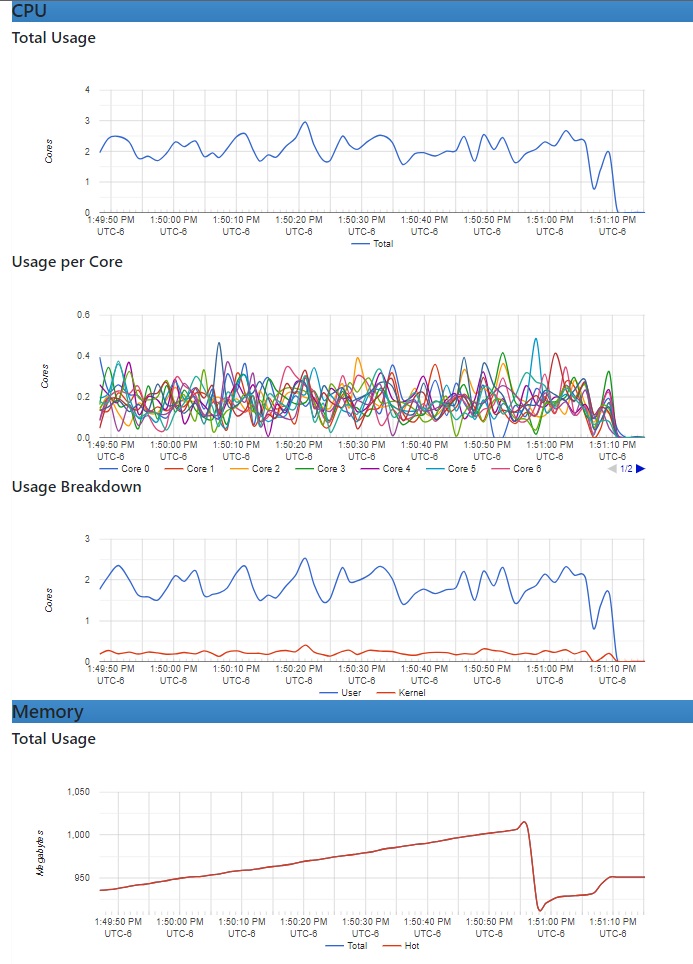 CPU
Total Usage
4
3
2
1
0
Cores
1:49:50 PM 1:50:00 PM 1:50:10 PM 1:50:20 PM 1:50:30 PM 1:50:40 PM 1:50:50 PM 1:51:00 PM 1:51:10 PM
UTC-6 UTC-6 UTC-6 UTC-6 UTC-6 UTC-6 UTC-6 UTC-6 UTC-6
Total
Usage per Core
0.6
0.4
0.2
0.0
Cores
1:49:50 PM 1:50:00 PM 1:50:10 PM 1:50:20 PM 1:50:30 PM 1:50:40 PM 1:50:50 PM 1:51:00 PM 1:51:10 PM
UTC-6 UTC-6 UTC-6 UTC-6 UTC-6 UTC-6 UTC-6 UTC-6 UTC-6
Core 0 Core 1 Core 2 Core 3 Core 4 Core 5 Core 6 1/2
Usage Breakdown
3
2
1
0
Cores
1:49:50 PM 1:50:00 PM 1:50:10 PM 1:50:20 PM 1:50:30 PM 1:50:40 PM 1:50:50 PM 1:51:00 PM 1:51:10 PM
UTC-6 UTC-6 UTC-6 UTC-6 UTC-6 UTC-6 UTC-6 UTC-6 UTC-6
User Kernel
Memory
Total Usage
1,050
1,000
950
Megabytes
1:49:50 PM 1:50:00 PM 1:50:10 PM 1:50:20 PM 1:50:30 PM 1:50:40 PM 1:50:50 PM 1:51:00 PM 1:51:10 PM
UTC-6 UTC-6 UTC-6 UTC-6 UTC-6 UTC-6 UTC-6 UTC-6 UTC-6
Total Hot